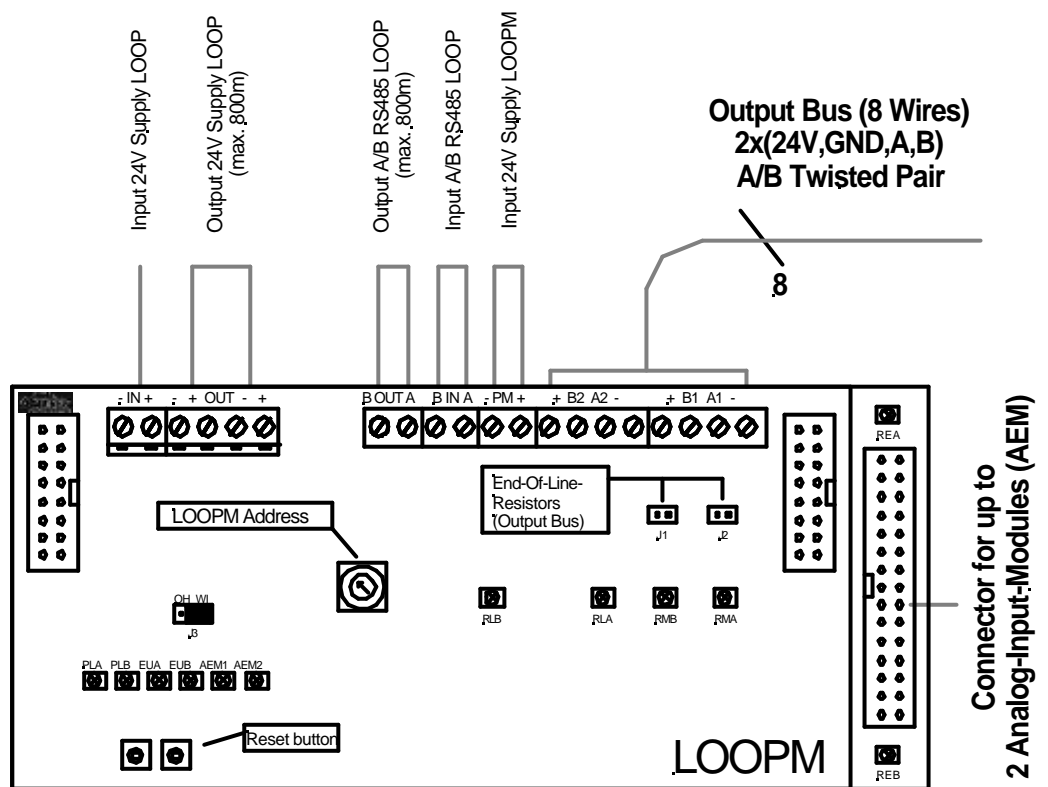 Input 24V Supply LOOP
Output 24V Supply LOOP
(max. 800m)
Output A/B RS485 LOOP
(max. 800m)
Input A/B RS485 LOOP
Input 24V Supply LOOPM
Output Bus (8 Wires)
2x(24V,GND,A,B)
A/B Twisted Pair
8
- IN + - + OUT - + B OUT A B IN A - PM + + B2 A2 - + B1 A1 -
REA
End-Of-Line-
Resistors
(Output Bus)
LOOPM Address
J1 J2
OH WL
J3
RLB RLA RMB RMA
PLA PLB EUA EUB AEM1 AEM2
Reset button
LOOPM
REB
Connector for up to
2 Analog-Input-Modules (AEM)